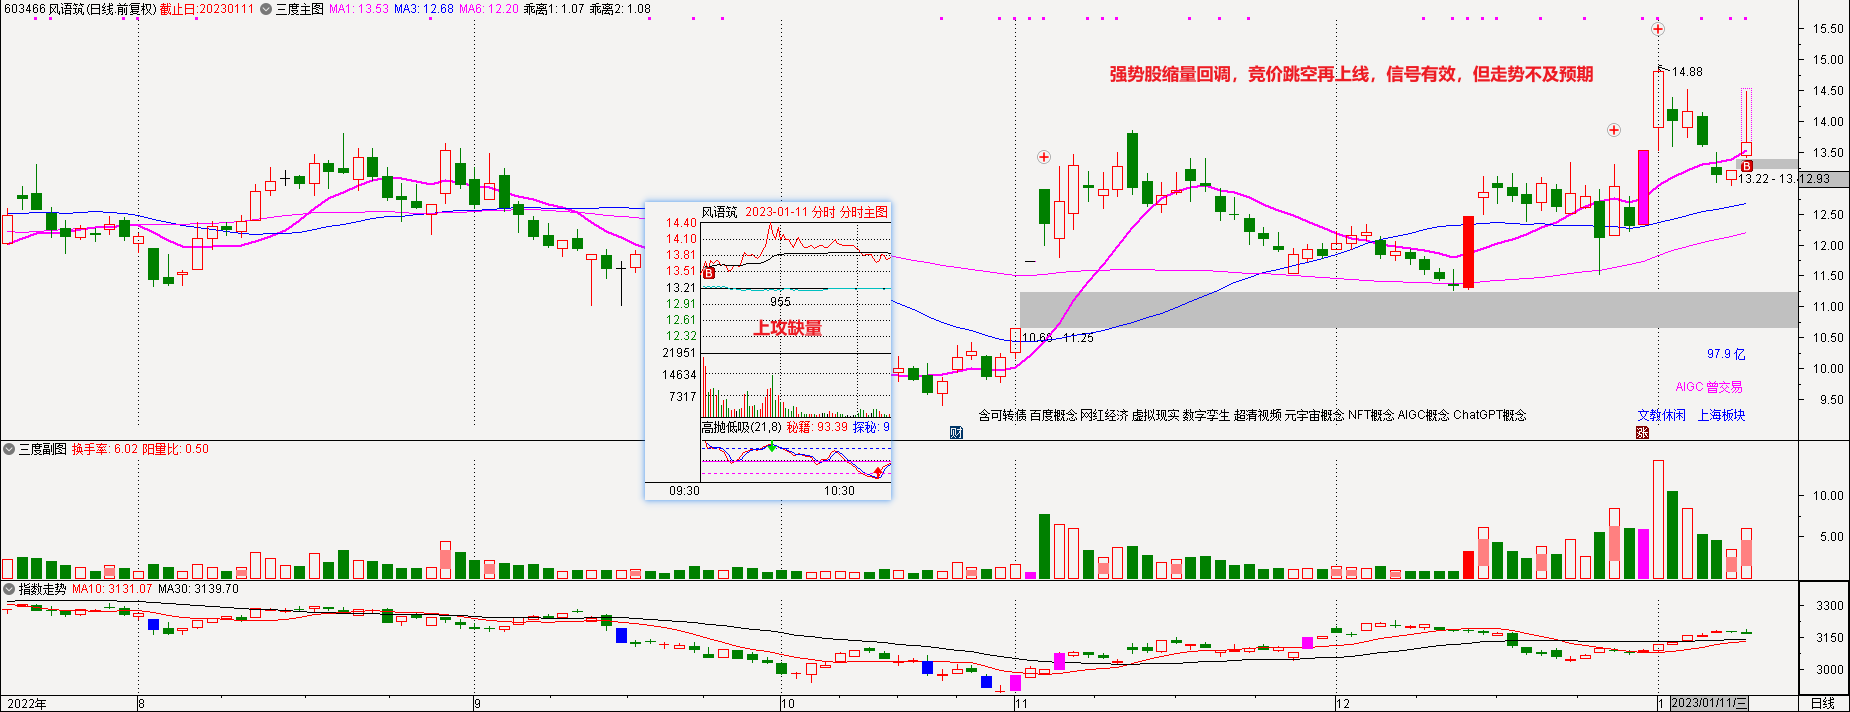 603466 风语筑(日线.前复权) 截止日:20230111 三度主图 MA1: 13.53 MA3: 12.68 MA6: 12.20 乖离1: 1.07 乖离2: 1.08
强势股缩量回调，竞价跳空再上线，信号有效，但走势不及预期
14.88
B
13.22 - 13.
15.50
15.00
14.50
14.00
13.50
12.93
12.50
12.00
11.50
11.00
10.50
10.00
9.50
风语筑 2023-01-11 分时 分时主图
14.40
14.10
13.81
13.51
13.21
12.91
12.61
12.32
B
955
上攻缺量
21951
14634
7317
高抛低吸(21,8) 秘籍: 93.39 探秘: 9
09:30 10:30
10.66 - 11.25
97.9 亿
AIGC 曾交易
含可转债 百度概念 网红经济 虚拟现实 数字孪生 超清视频 元宇宙概念 NFT概念 AIGC概念 ChatGPT概念
文教休闲 上海板块
财
涨
三度副图 换手率: 6.02 阳量比: 0.50
10.00
5.00
指数走势 MA10: 3131.07 MA30: 3139.70
3300
3150
3000
2022年 8 9 10 11 12 1 2023/01/11/三 日线